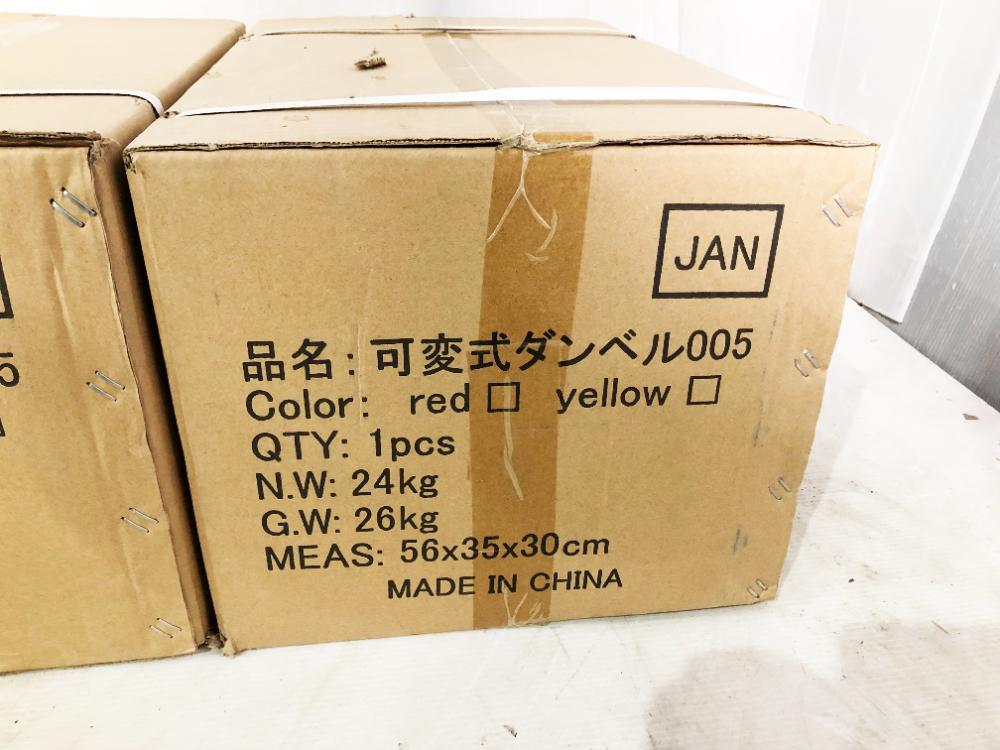 JAN
品名: 可変式ダンベル005
Color: red □ yellow □
QTY: 1pcs
N.W: 24kg
G.W: 26kg
MEAS: 56x35x30cm
MADE IN CHINA
5